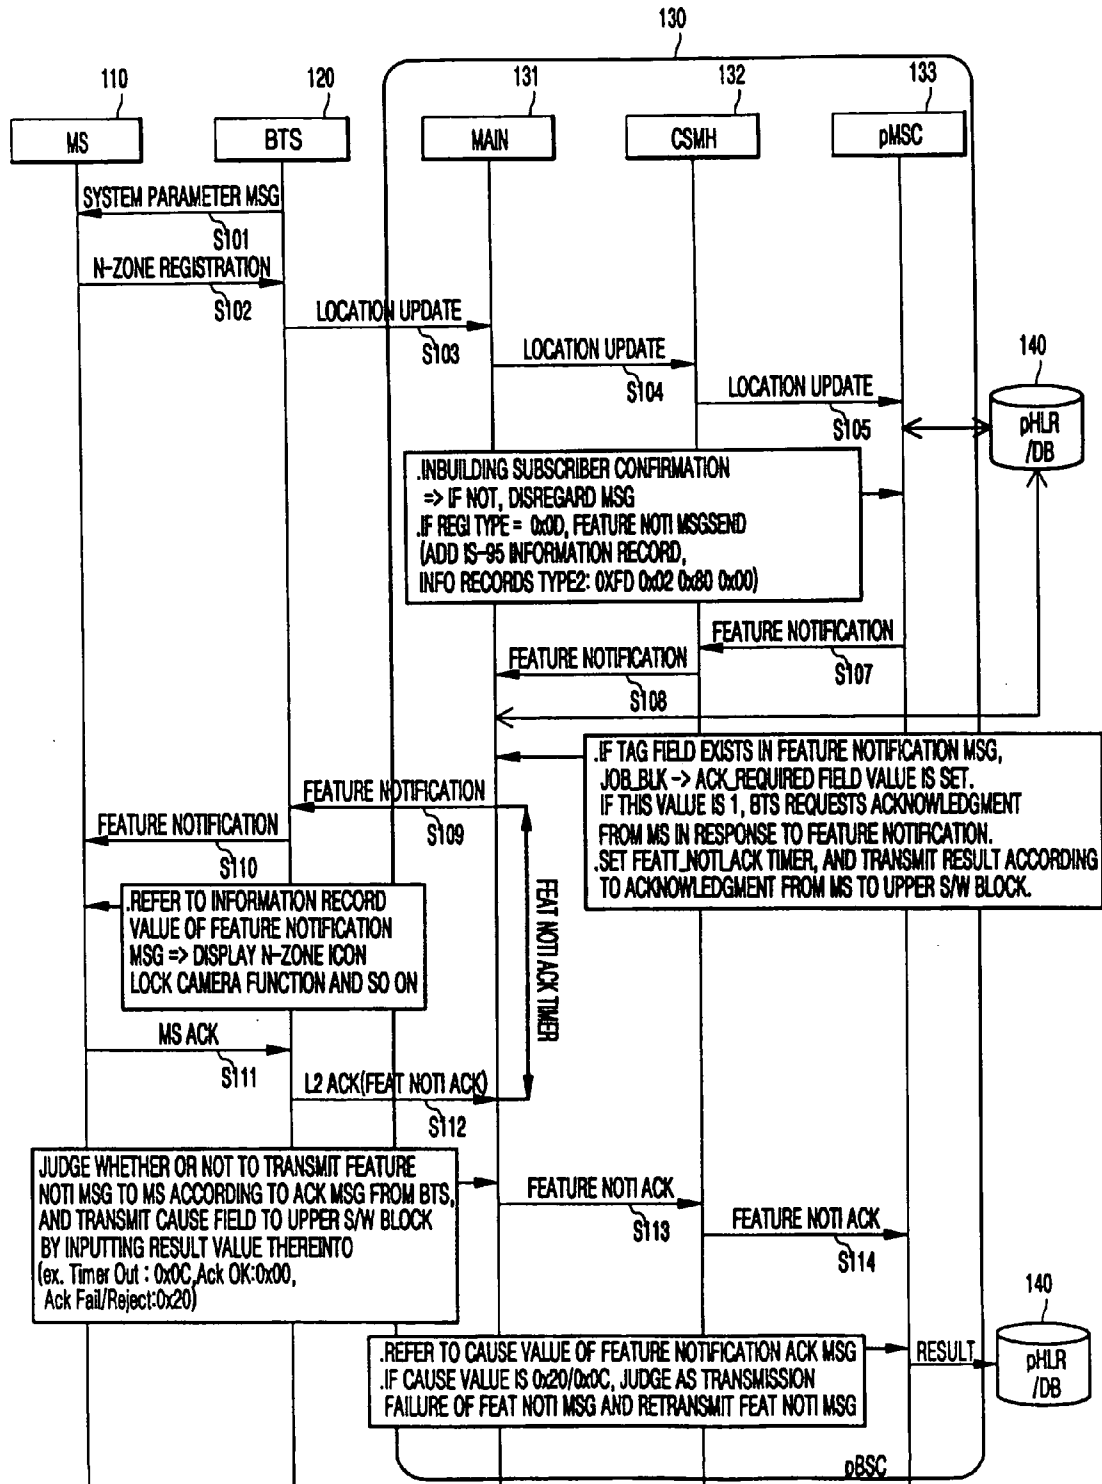 130
110
120
131
132
133
MS
BTS
MAIN
CSMH
pMSC
SYSTEM PARAMETER MSG
S101
N-ZONE REGISTRATION
S102
LOCATION UPDATE
S103
LOCATION UPDATE
S104
LOCATION UPDATE
S105
140
pHLR
/DB
.INBUILDING SUBSCRIBER CONFIRMATION
=> IF NOT, DISREGARD MSG
.IF REGI TYPE = 0x0D, FEATURE NOTI MSGSEND
(ADD IS-95 INFORMATION RECORD,
INFO RECORDS TYPE2: 0XFD 0x02 0x80 0x00)
FEATURE NOTIFICATION
S107
FEATURE NOTIFICATION
S108
.IF TAG FIELD EXISTS IN FEATURE NOTIFICATION MSG,
JOB_BLK -> ACK_REQUIRED FIELD VALUE IS SET.
IF THIS VALUE IS 1, BTS REQUESTS ACKNOWLEDGMENT
FROM MS IN RESPONSE TO FEATURE NOTIFICATION.
.SET FEATT_NOTI_ACK TIMER, AND TRANSMIT RESULT ACCORDING
TO ACKNOWLEDGMENT FROM MS TO UPPER S/W BLOCK.
FEATURE NOTIFICATION
S109
FEATURE NOTIFICATION
S110
.REFER TO INFORMATION RECORD
VALUE OF FEATURE NOTIFICATION
MSG => DISPLAY N-ZONE ICON
LOCK CAMERA FUNCTION AND SO ON
FEAT NOTI ACK TIMER
MS ACK
S111
L2 ACK(FEAT NOTI ACK)
S112
JUDGE WHETHER OR NOT TO TRANSMIT FEATURE
NOTI MSG TO MS ACCORDING TO ACK MSG FROM BTS,
AND TRANSMIT CAUSE FIELD TO UPPER S/W BLOCK
BY INPUTTING RESULT VALUE THEREINTO
(ex. Timer Out : 0x0C,Ack OK:0x00,
Ack Fail/Reject:0x20)
FEATURE NOTI ACK
S113
FEATURE NOTI ACK
S114
140
pHLR
/DB
RESULT
.REFER TO CAUSE VALUE OF FEATURE NOTIFICATION ACK MSG
.IF CAUSE VALUE IS 0x20/0x0C, JUDGE AS TRANSMISSION
FAILURE OF FEAT NOTI MSG AND RETRANSMIT FEAT NOTI MSG
pBSC